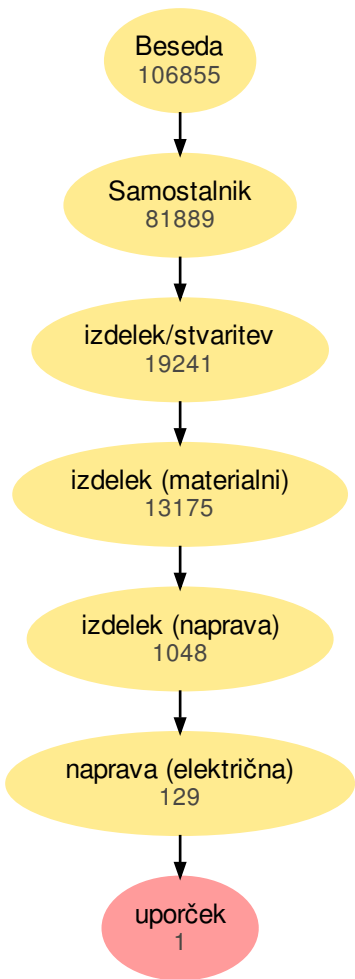 Beseda
106855
Samostalnik
81889
izdelek/stvaritev
19241
izdelek (materialni)
13175
izdelek (naprava)
1048
naprava (električna)
129
uporček
1